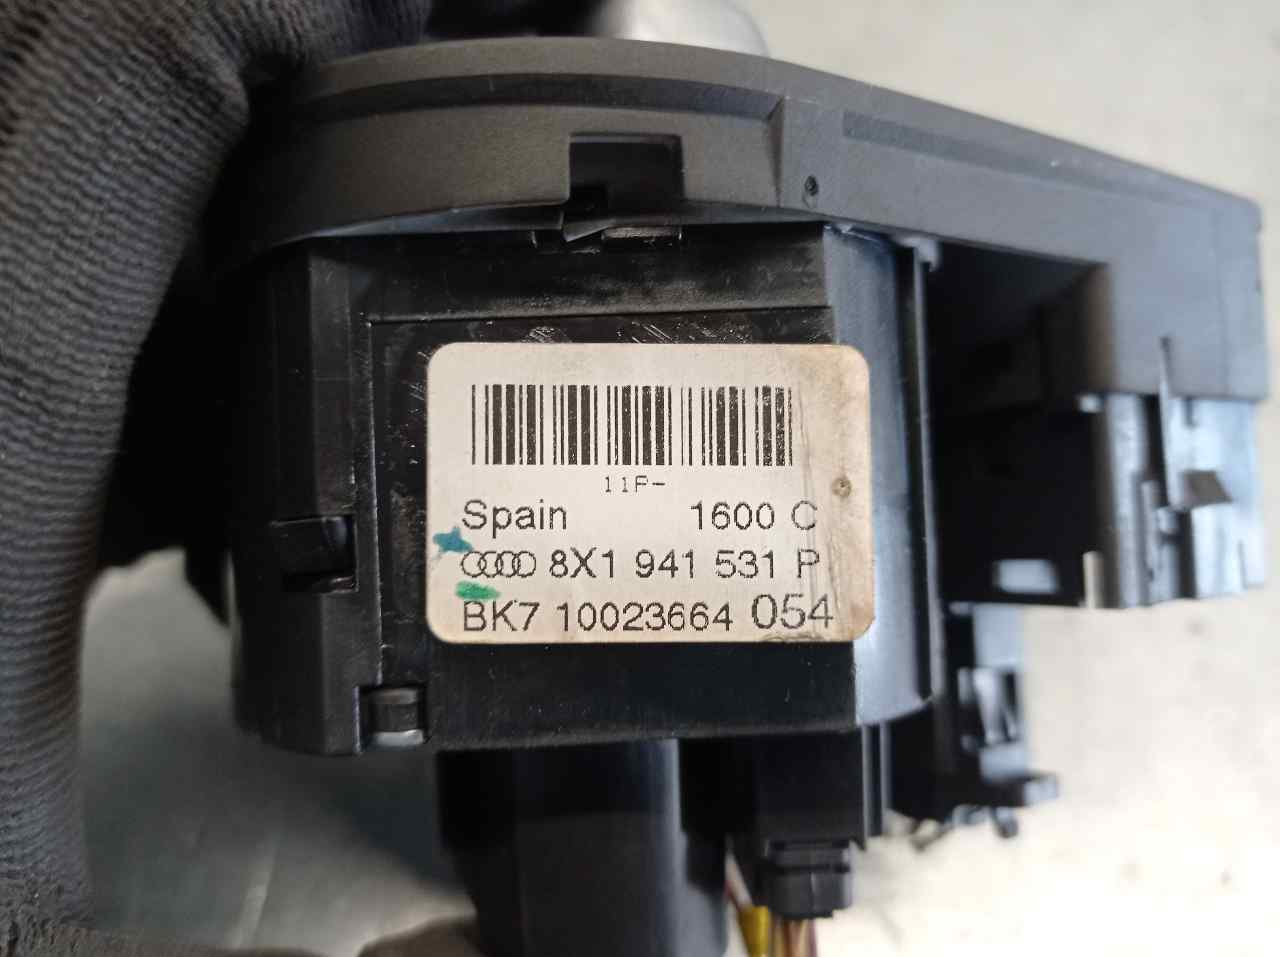 11P-
Spain 1600 C
8X1 941 531 P
BK7 10023664 054